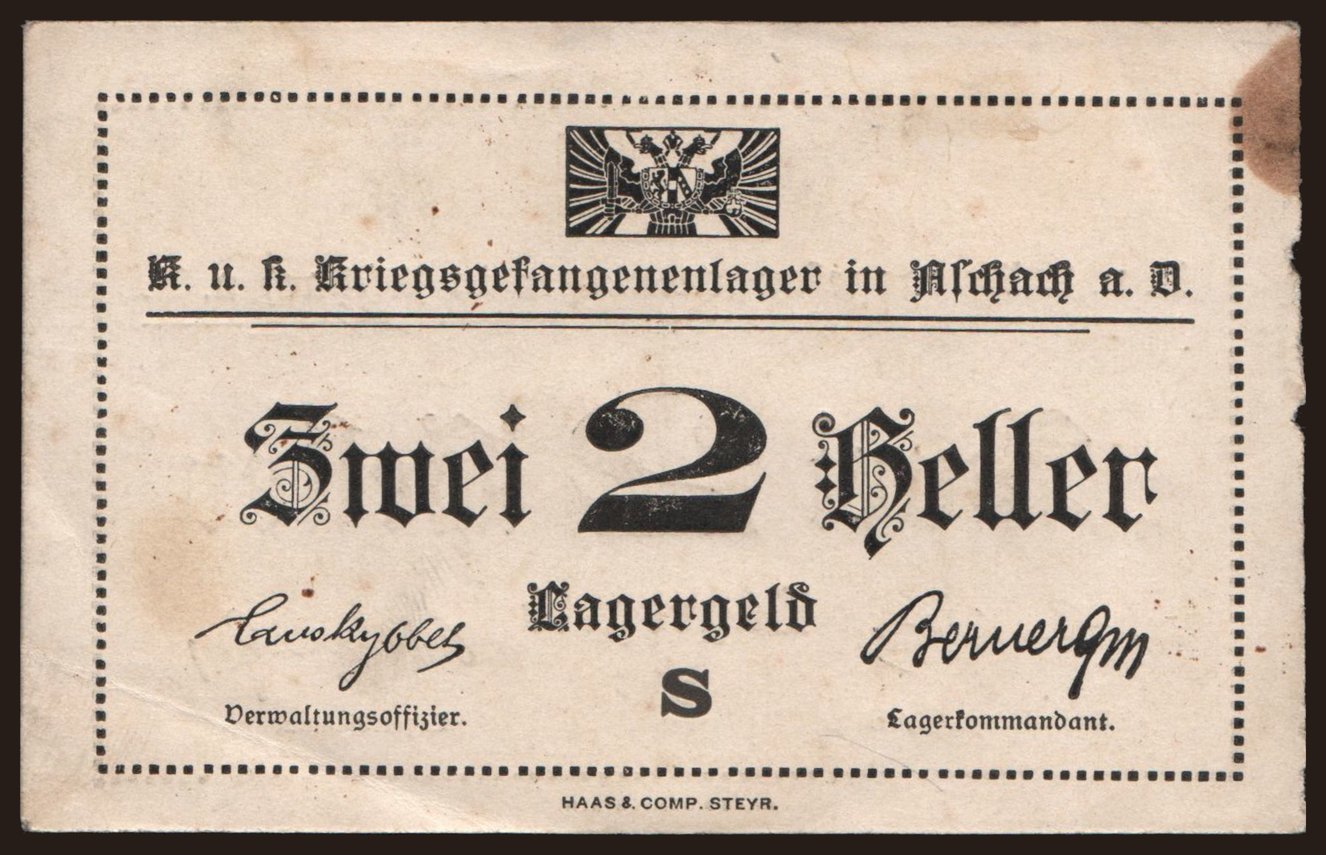 K. u. k. Kriegsgefangenenlager in Aschach a. D.
Zwei 2 Heller
Lagergeld
S
Verwaltungsoffizier.
Lagerkommandant.
HAAS & COMP. STEYR.